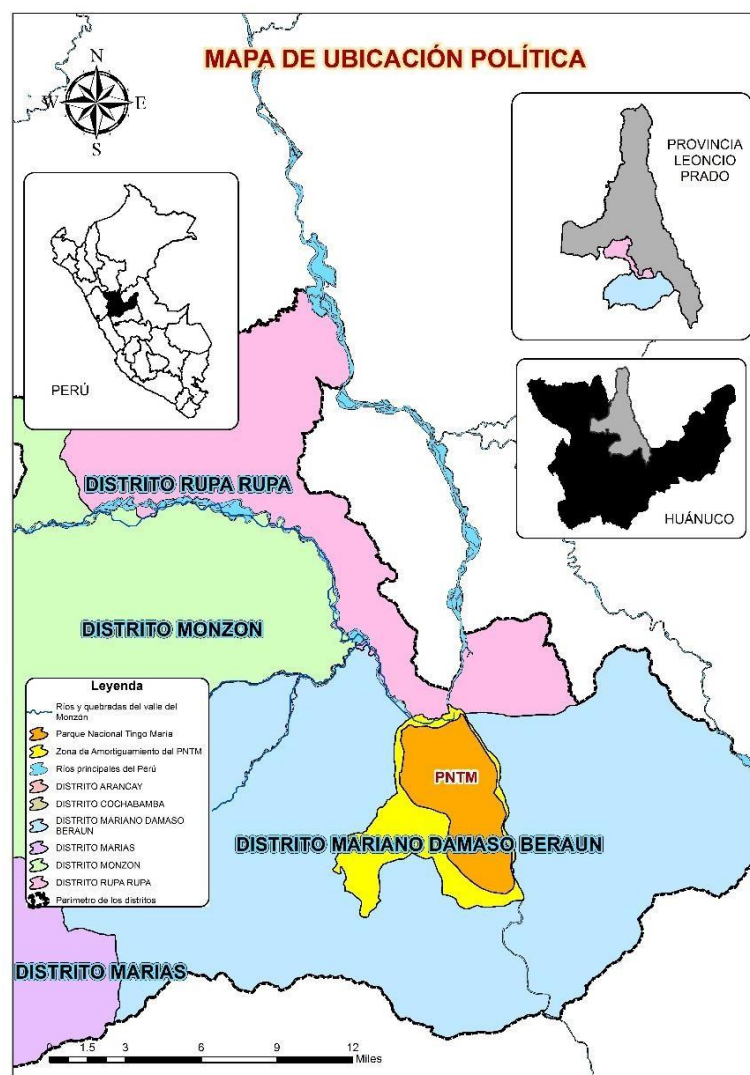 MAPA DE UBICACIÓN POLÍTICA
N
W
E
S
PERÚ
PROVINCIA
LEONCIO
PRADO
HUÁNUCO
DISTRITO RUPA RUPA
DISTRITO MONZON
PNTM
DISTRITO MARIANO DAMASO BERAUN
DISTRITO MARIAS
Leyenda
Ríos y quebradas del valle del
Monzón
Parque Nacional Tingo Maria
Zona de Amortiguamiento del PNTM
Ríos principales del Perú
DISTRITO ARANCAY
DISTRITO COCHABAMBA
DISTRITO MARIANO DAMASO
BERAUN
DISTRITO MARIAS
DISTRITO MONZON
DISTRITO RUPA RUPA
Perímetro de los distritos
0 1.5 3 6 9 12
Miles